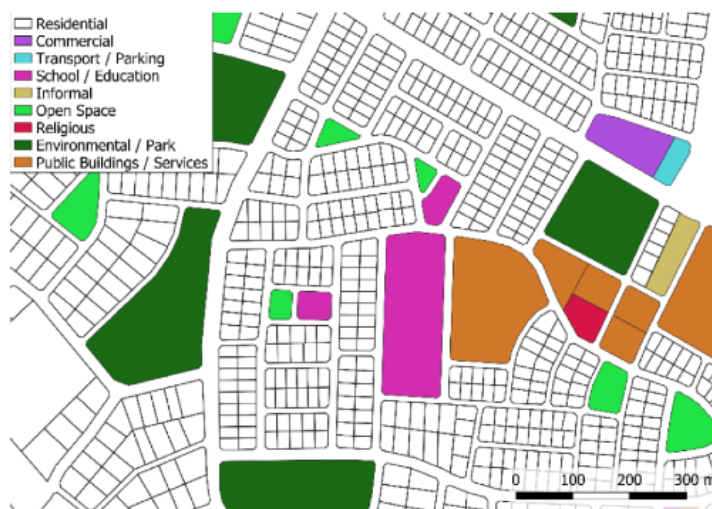 Residential
Commercial
Transport / Parking
School / Education
Informal
Open Space
Religious
Environmental / Park
Public Buildings / Services
0 100 200 300 m